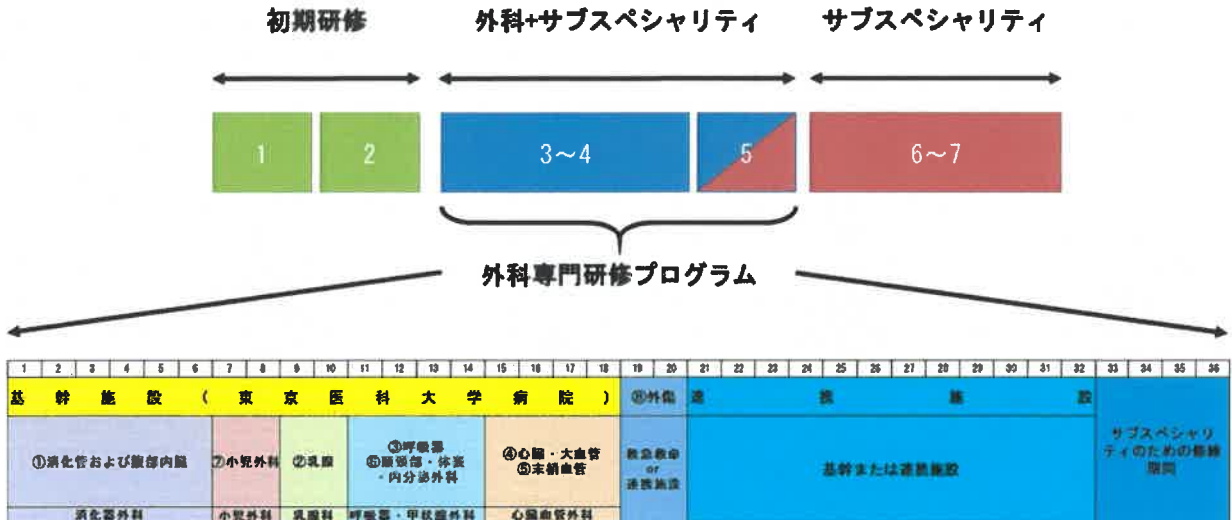 初期研修 外科+サブスペシャリティ サブスペシャリティ
1 2 3～4 5 6～7
外科専門研修プログラム
1 2 3 4 5 6 7 8 9 10 11 12 13 14 15 16 17 18 19 20 21 22 23 24 25 26 27 28 29 30 31 32 33 34 35 36
基幹施設(東京医科大学病院) ⑧外傷 連携施設
①消化管および腹部内臓 ⑦小児外科 ②乳腺
③呼吸器
⑥頭頸部・体表
・内分泌外科
④心臓・大血管
⑤末梢血管
救急救命
or
連携施設
基幹または連携施設
サブスペシャリ
ティのための修練
期間
消化器外科 小児外科 乳腺科 呼吸器・甲状腺外科 心臓血管外科